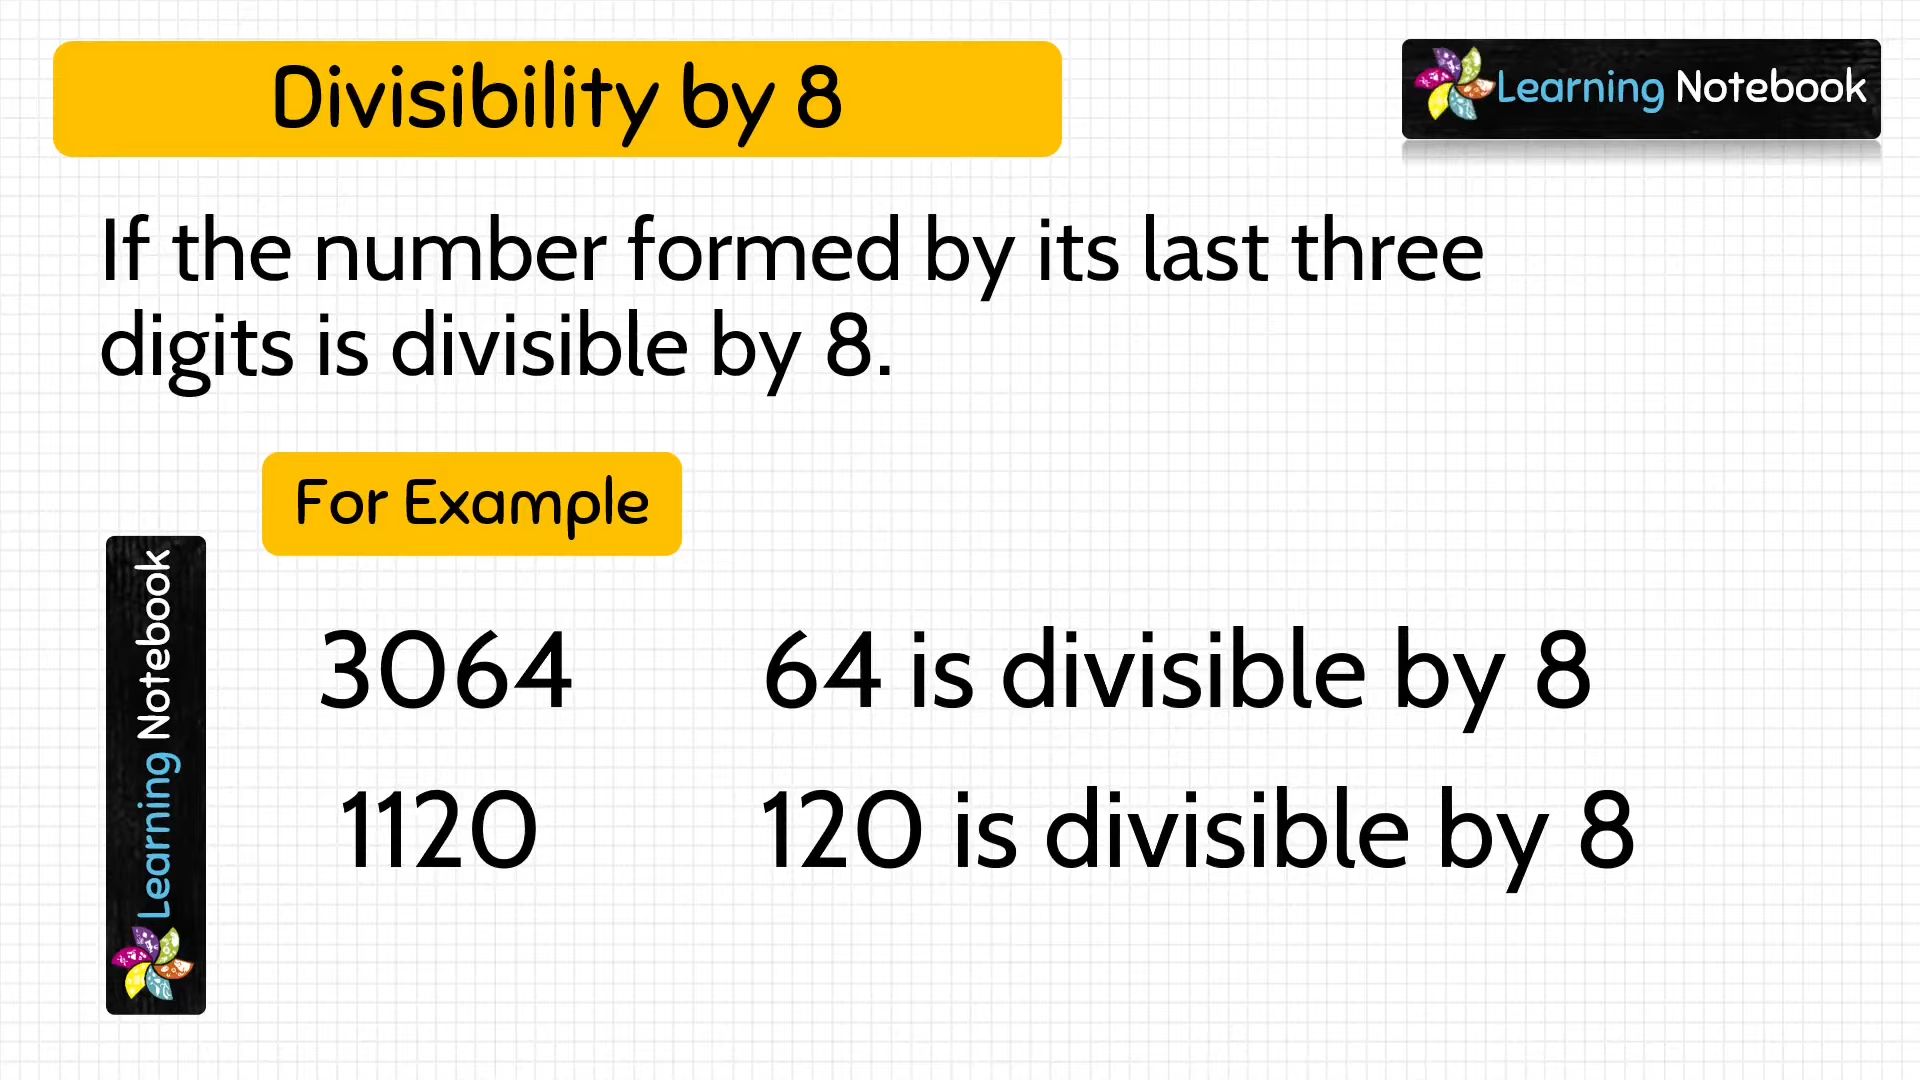 Divisibility by 8
Learning Notebook
If the number formed by its last three
digits is divisible by 8.
For Example
Learning Notebook
3064 64 is divisible by 8
1120 120 is divisible by 8